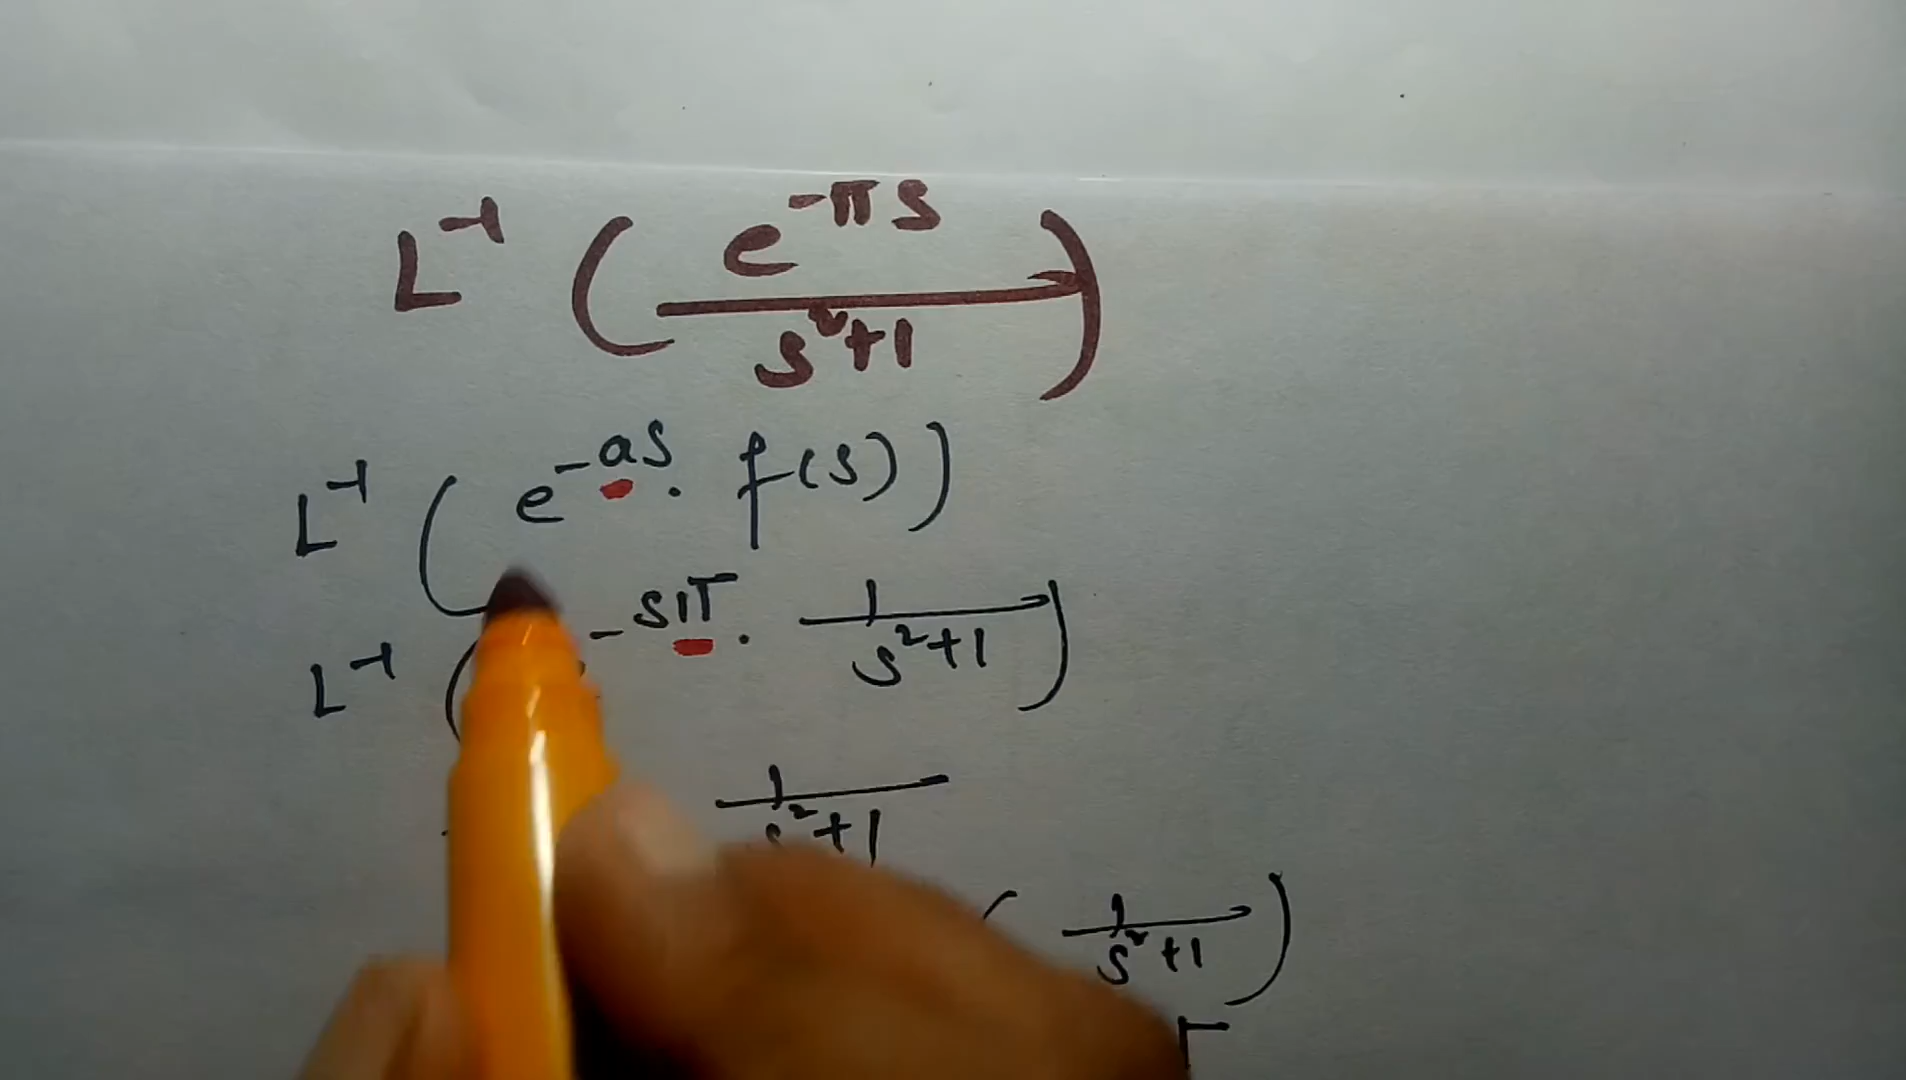 L⁻¹ ( e^{-πs} / s²+1 )
L⁻¹ ( e^{-as} . f(s) )
L⁻¹ ( e^{-sπ} . 1 / s²+1 )
1 / s²+1
( 1 / s²+1 )